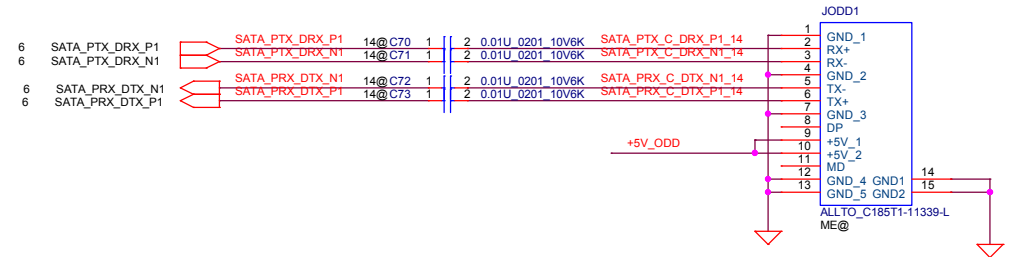 JODD1
1 GND_1
6 SATA_PTX_DRX_P1 SATA_PTX_DRX_P1 14@C70 1 2 0.01U_0201_10V6K SATA_PTX_C_DRX_P1_14 2 RX+
6 SATA_PTX_DRX_N1 SATA_PTX_DRX_N1 14@C71 1 2 0.01U_0201_10V6K SATA_PTX_C_DRX_N1_14 3 RX-
4 GND_2
6 SATA_PRX_DTX_N1 SATA_PRX_DTX_N1 14@C72 1 2 0.01U_0201_10V6K SATA_PRX_C_DTX_N1_14 5 TX-
6 SATA_PRX_DTX_P1 SATA_PRX_DTX_P1 14@C73 1 2 0.01U_0201_10V6K SATA_PRX_C_DTX_P1_14 6 TX+
7 GND_3
8 DP
+5V_ODD 9 +5V_1
10 +5V_2
11 MD
12 GND_4 GND1 14
13 GND_5 GND2 15
ALLTO_C185T1-11339-L
ME@